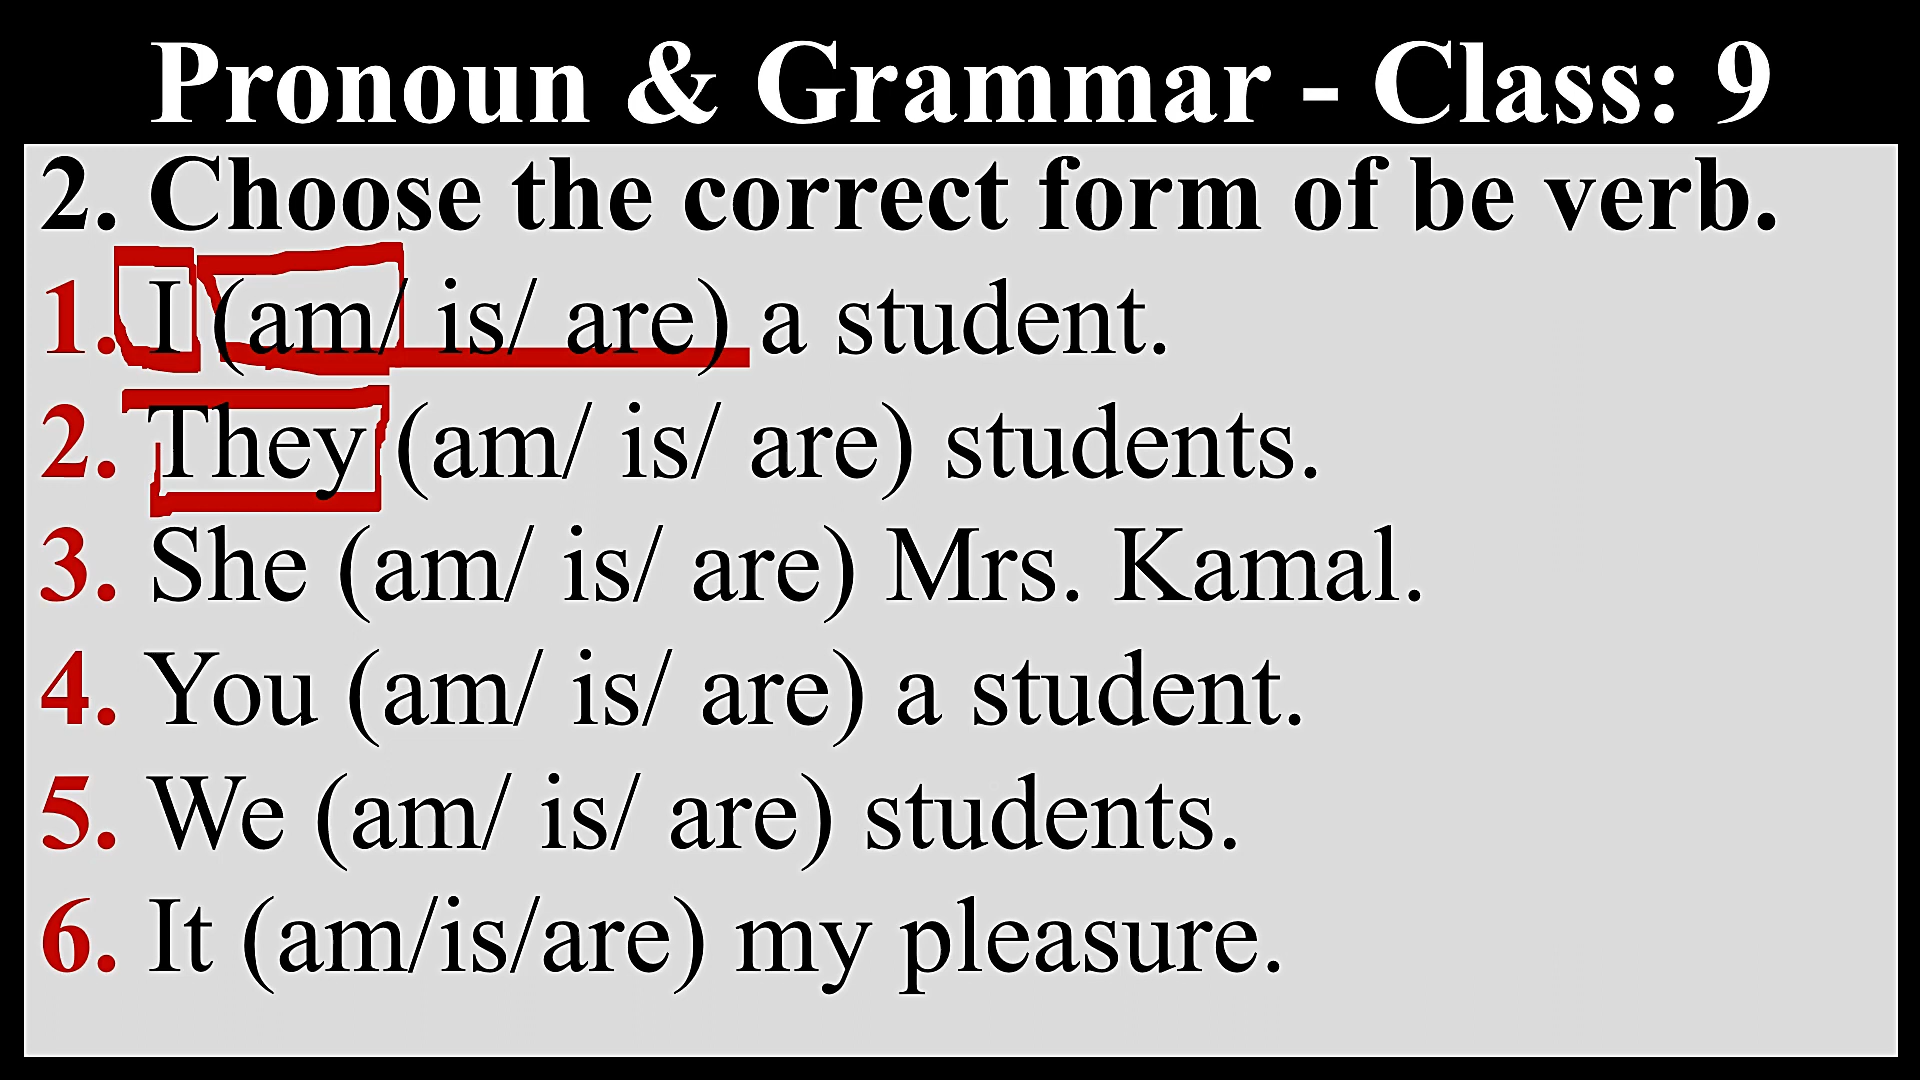 Pronoun & Grammar - Class: 9
2. Choose the correct form of be verb.
1. I (am/ is/ are) a student.
2. They (am/ is/ are) students.
3. She (am/ is/ are) Mrs. Kamal.
4. You (am/ is/ are) a student.
5. We (am/ is/ are) students.
6. It (am/is/are) my pleasure.